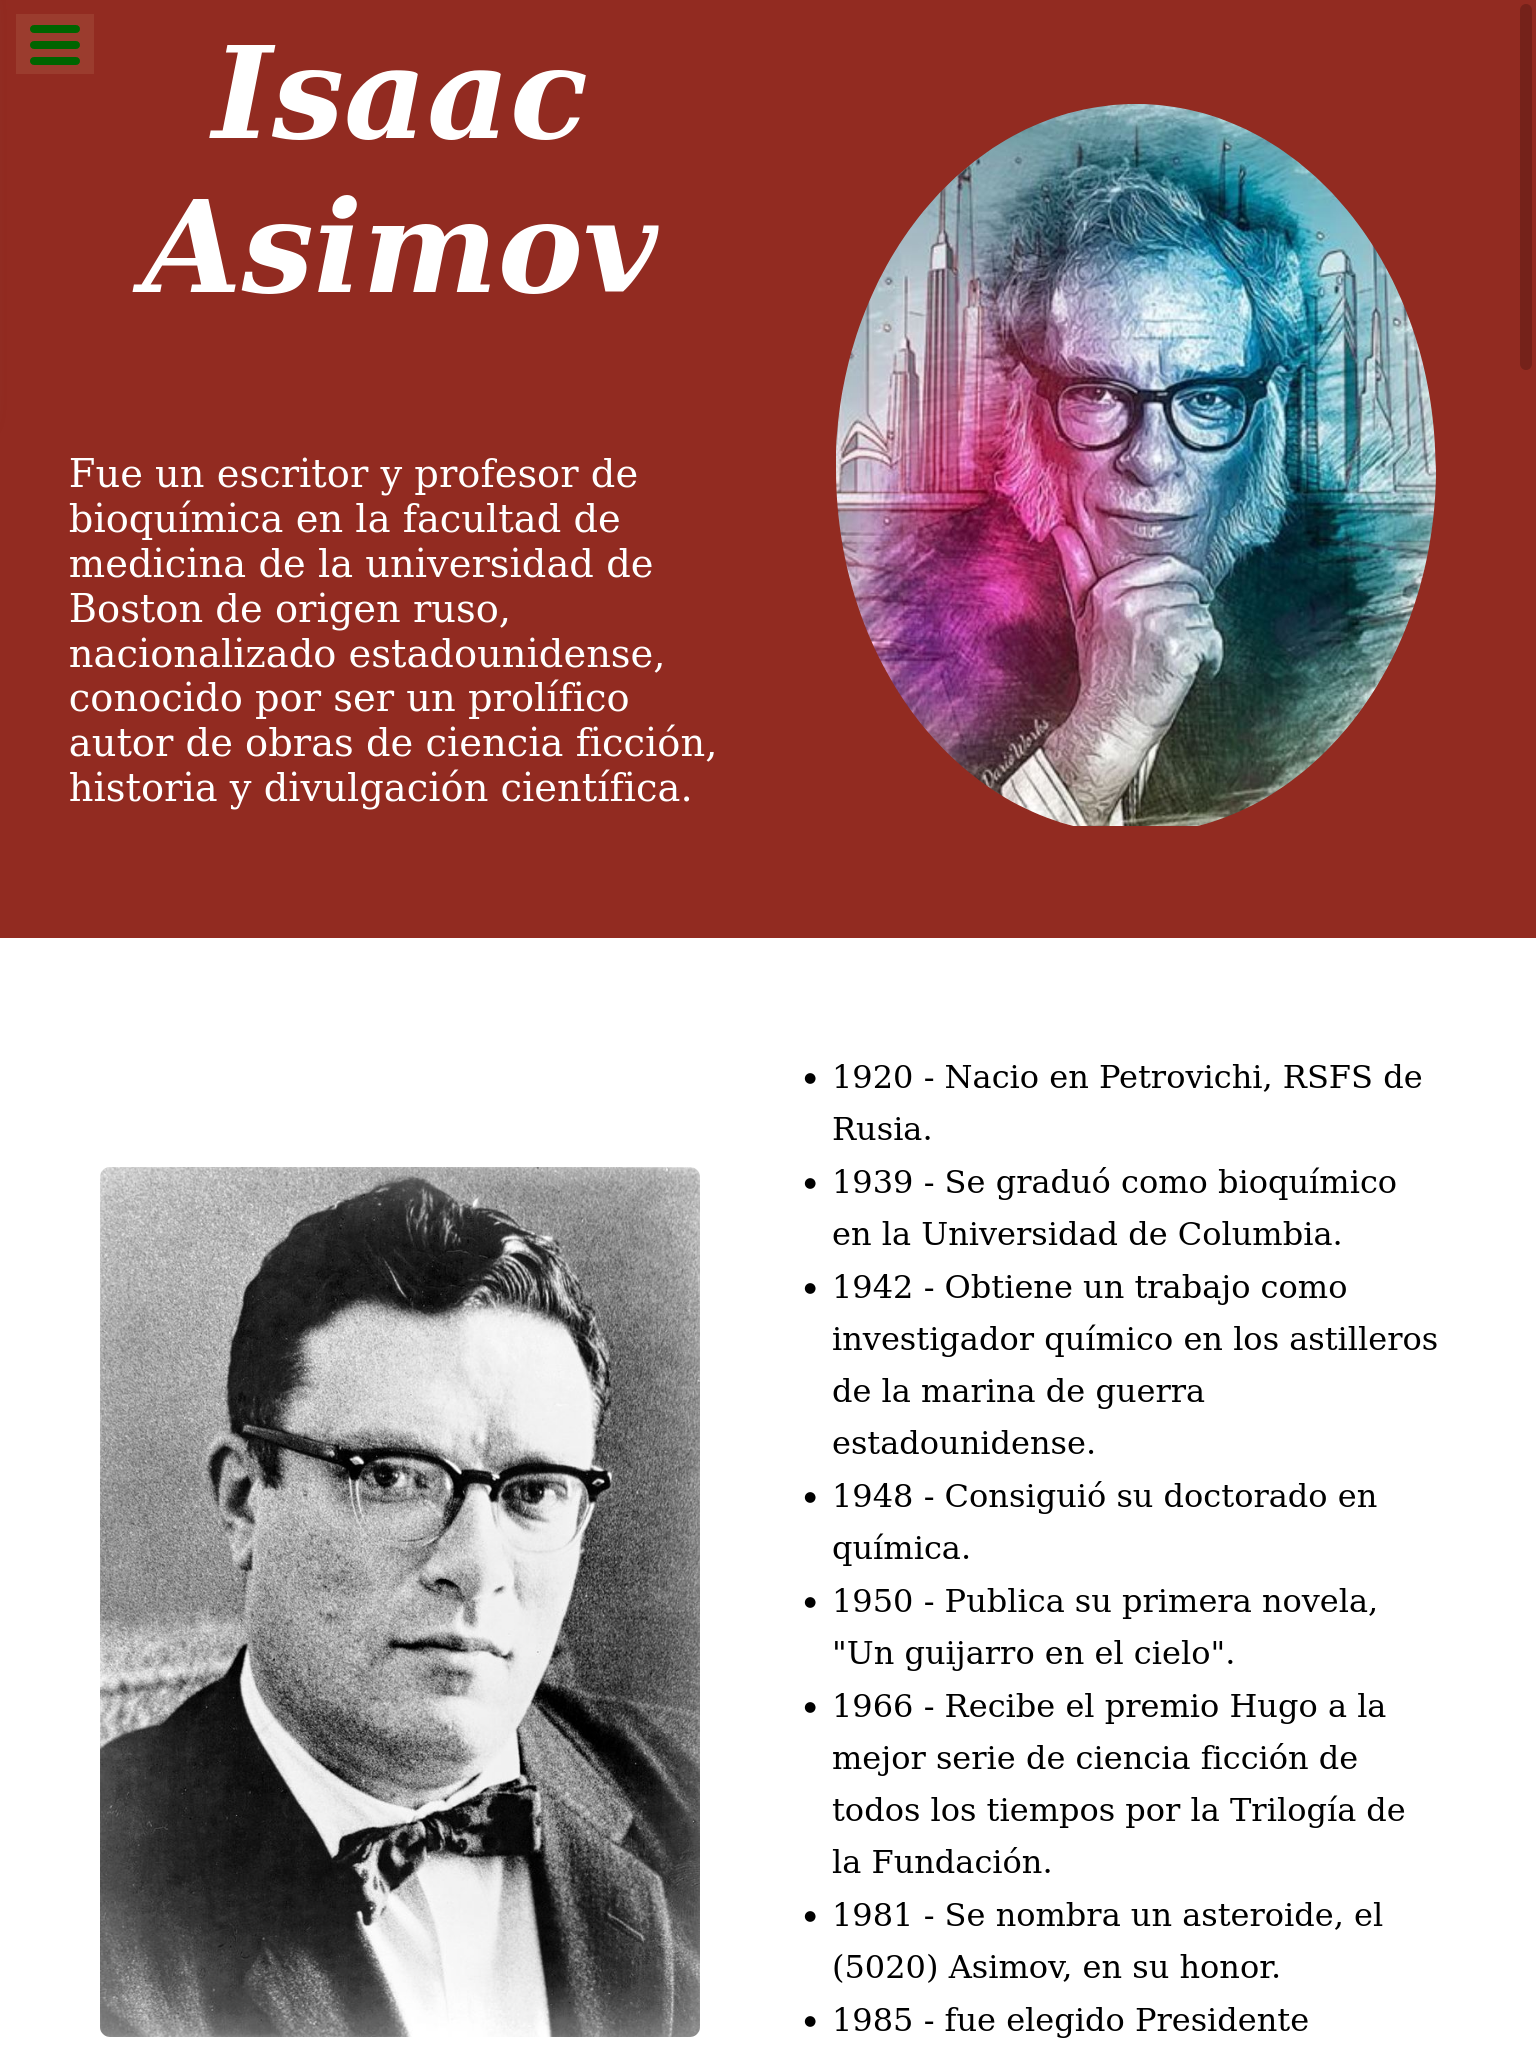 Isaac
Asimov
Fue un escritor y profesor de
bioquímica en la facultad de
medicina de la universidad de
Boston de origen ruso,
nacionalizado estadounidense,
conocido por ser un prolífico
autor de obras de ciencia ficción,
historia y divulgación científica.
DarioWorks
• 1920 - Nacio en Petrovichi, RSFS de
Rusia.
• 1939 - Se graduó como bioquímico
en la Universidad de Columbia.
• 1942 - Obtiene un trabajo como
investigador químico en los astilleros
de la marina de guerra
estadounidense.
• 1948 - Consiguió su doctorado en
química.
• 1950 - Publica su primera novela,
"Un guijarro en el cielo".
• 1966 - Recibe el premio Hugo a la
mejor serie de ciencia ficción de
todos los tiempos por la Trilogía de
la Fundación.
• 1981 - Se nombra un asteroide, el
(5020) Asimov, en su honor.
• 1985 - fue elegido Presidente